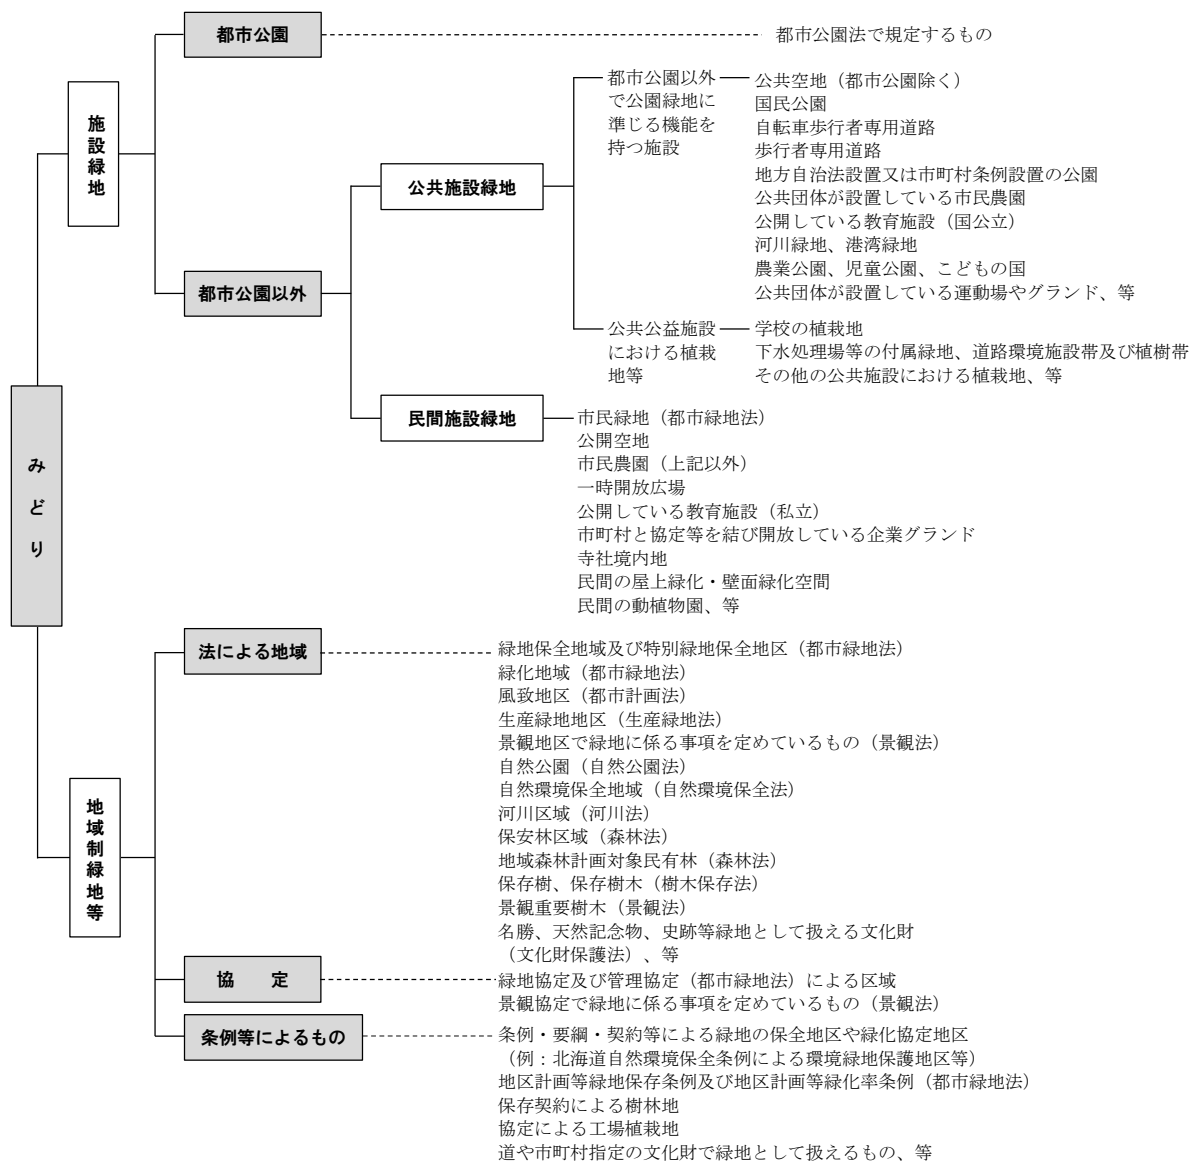 みどり
施設緑地
都市公園
都市公園法で規定するもの
都市公園以外
公共施設緑地
都市公園以外
で公園緑地に
準じる機能を
持つ施設
公共空地（都市公園除く）
国民公園
自転車歩行者専用道路
歩行者専用道路
地方自治法設置又は市町村条例設置の公園
公共団体が設置している市民農園
公開している教育施設（国公立）
河川緑地、港湾緑地
農業公園、児童公園、こどもの国
公共団体が設置している運動場やグランド、等
公共公益施設
における植栽
地等
学校の植栽地
下水処理場等の付属緑地、道路環境施設帯及び植樹帯
その他の公共施設における植栽地、等
民間施設緑地
市民緑地（都市緑地法）
公開空地
市民農園（上記以外）
一時開放広場
公開している教育施設（私立）
市町村と協定等を結び開放している企業グランド
寺社境内地
民間の屋上緑化・壁面緑化空間
民間の動植物園、等
地域制緑地等
法による地域
緑地保全地域及び特別緑地保全地区（都市緑地法）
緑化地域（都市緑地法）
風致地区（都市計画法）
生産緑地地区（生産緑地法）
景観地区で緑地に係る事項を定めているもの（景観法）
自然公園（自然公園法）
自然環境保全地域（自然環境保全法）
河川区域（河川法）
保安林区域（森林法）
地域森林計画対象民有林（森林法）
保存樹、保存樹木（樹木保存法）
景観重要樹木（景観法）
名勝、天然記念物、史跡等緑地として扱える文化財
（文化財保護法）、等
協　定
緑地協定及び管理協定（都市緑地法）による区域
景観協定で緑地に係る事項を定めているもの（景観法）
条例等によるもの
条例・要綱・契約等による緑地の保全地区や緑化協定地区
（例：北海道自然環境保全条例による環境緑地保護地区等）
地区計画等緑地保存条例及び地区計画等緑化率条例（都市緑地法）
保存契約による樹林地
協定による工場植栽地
道や市町村指定の文化財で緑地として扱えるもの、等